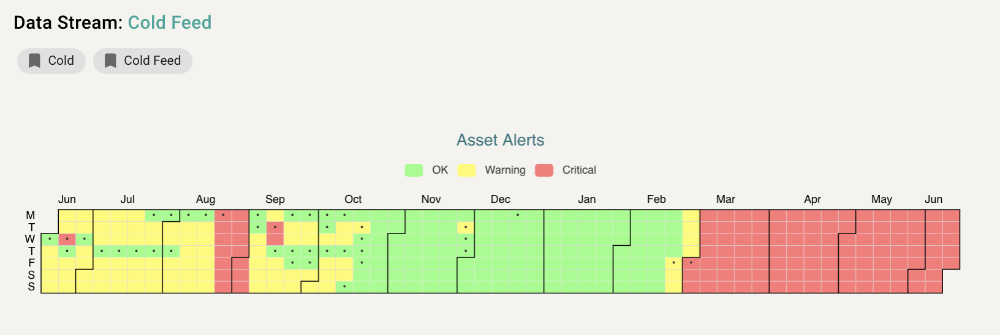 Data Stream: Cold Feed
Cold Cold Feed
Asset Alerts
OK Warning Critical
Jun Jul Aug Sep Oct Nov Dec Jan Feb Mar Apr May Jun
M
T
W
T
F
S
S